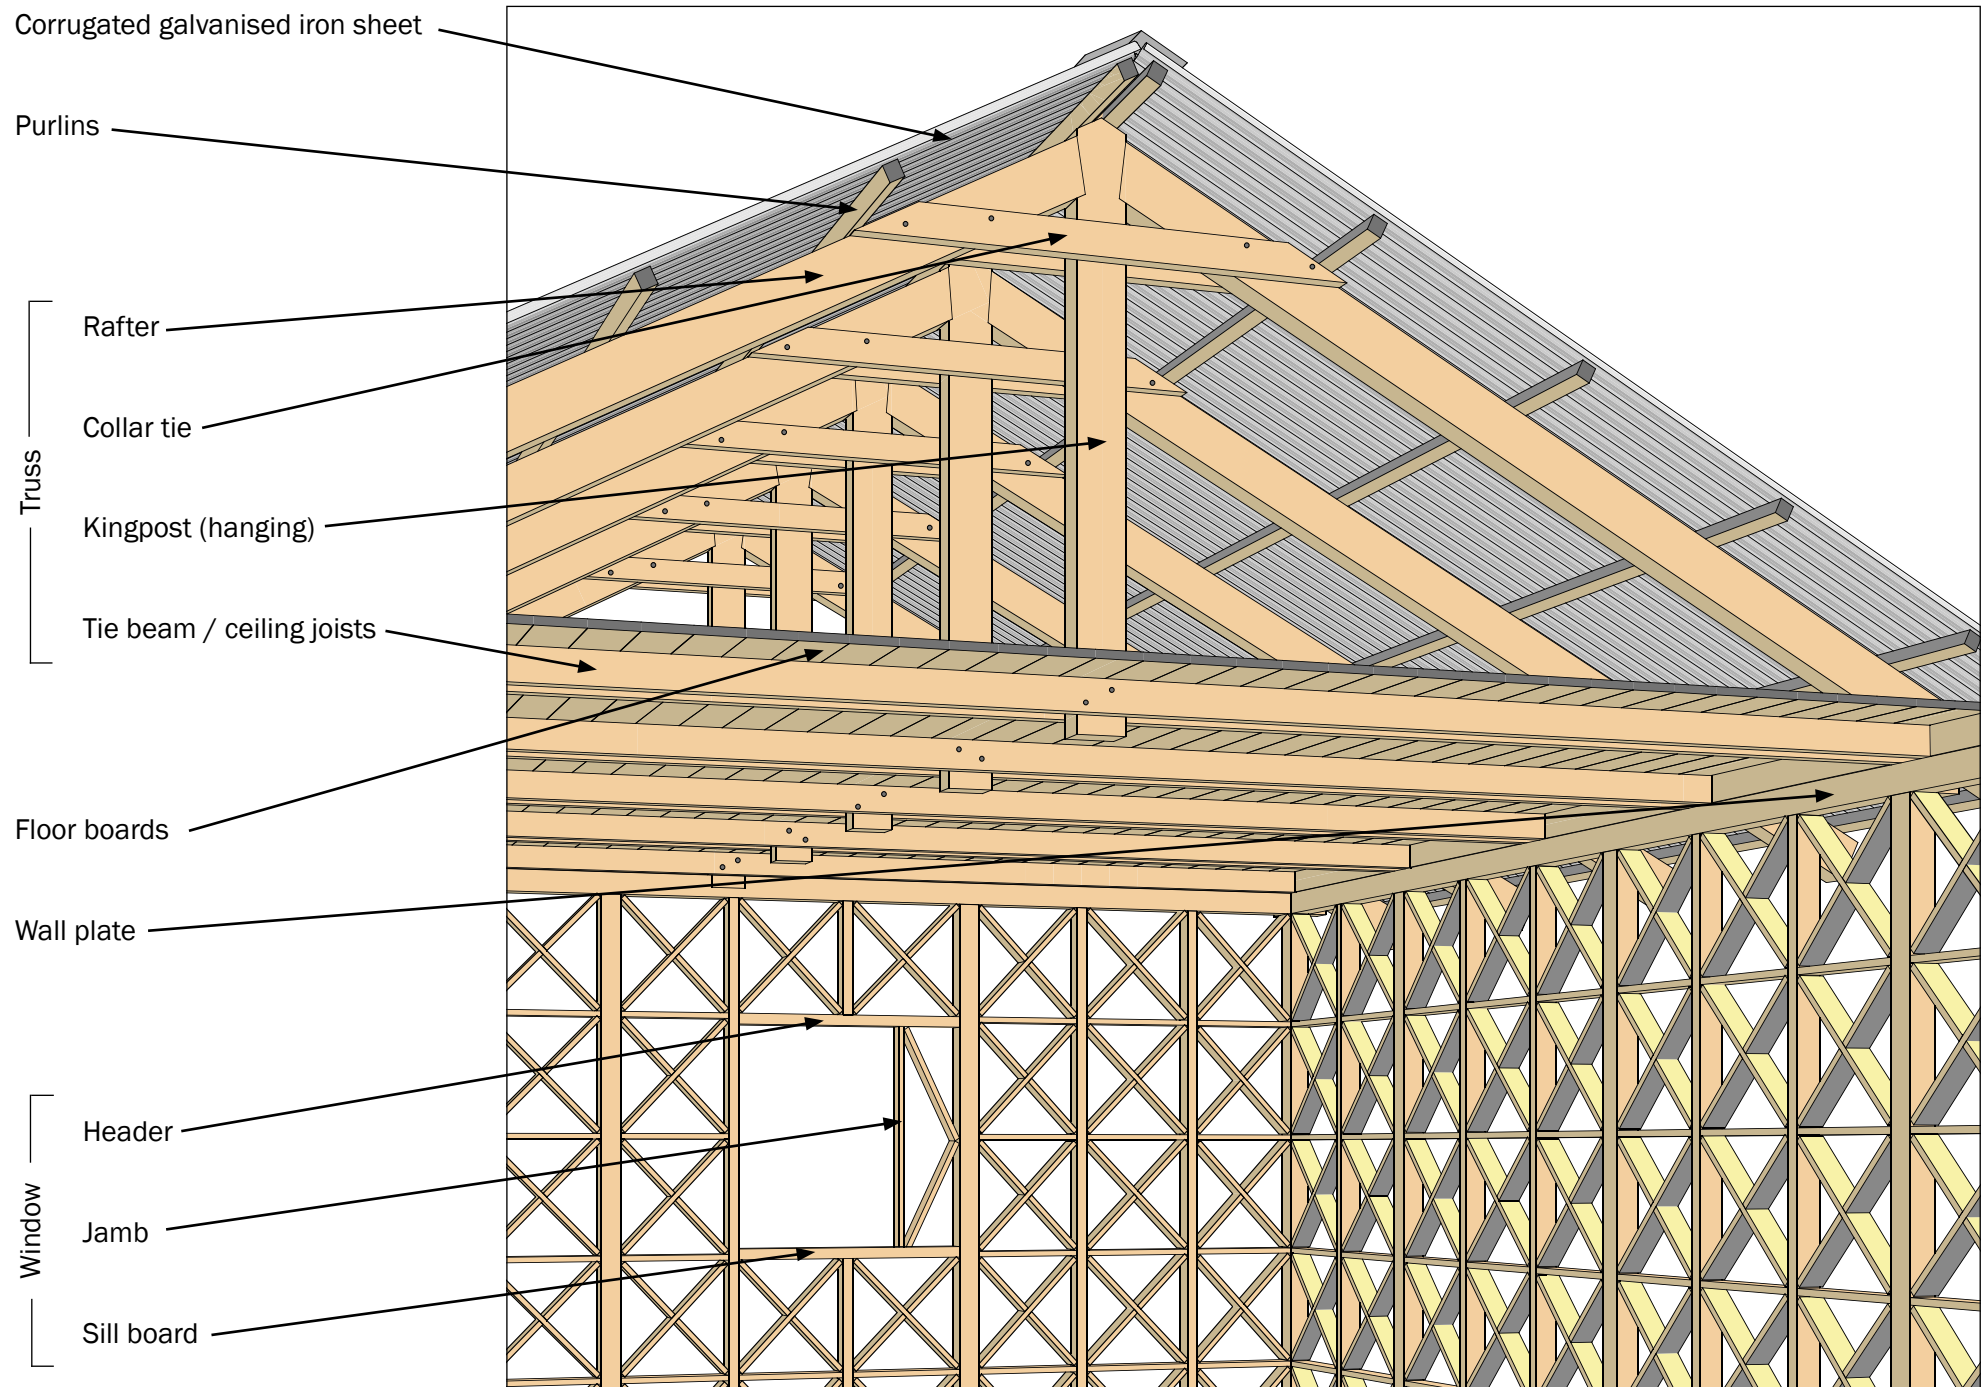 Corrugated galvanised iron sheet
Purlins
Truss
Rafter
Collar tie
Kingpost (hanging)
Tie beam / ceiling joists
Floor boards
Wall plate
Window
Header
Jamb
Sill board